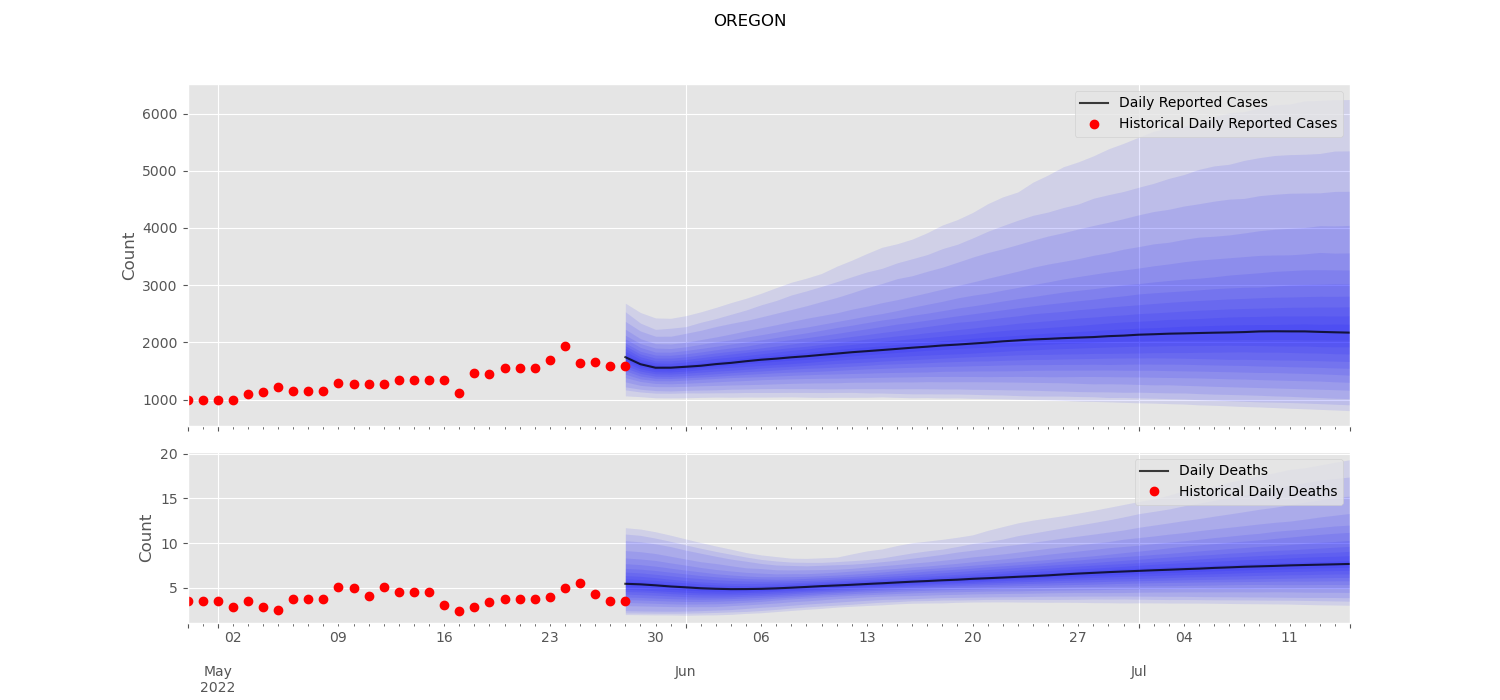 OREGON
6000
5000
4000
3000
2000
1000
Count
Daily Reported Cases
Historical Daily Reported Cases
20
15
10
5
Count
Daily Deaths
Historical Daily Deaths
02 09 16 23 30 06 13 20 27 04 11
May Jun Jul
2022